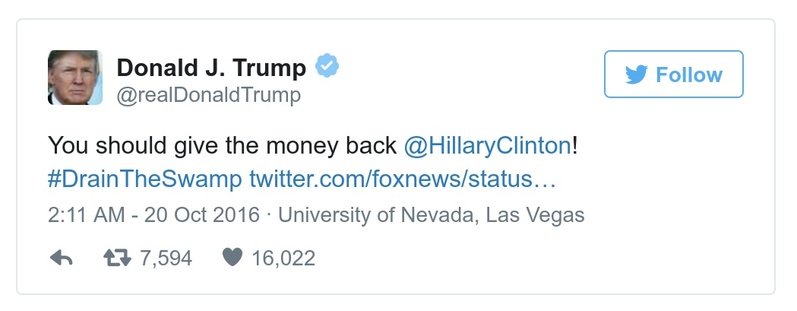 Donald J. Trump
@realDonaldTrump
Follow
You should give the money back @HillaryClinton!
#DrainTheSwamp twitter.com/foxnews/status…
2:11 AM - 20 Oct 2016 · University of Nevada, Las Vegas
7,594 16,022